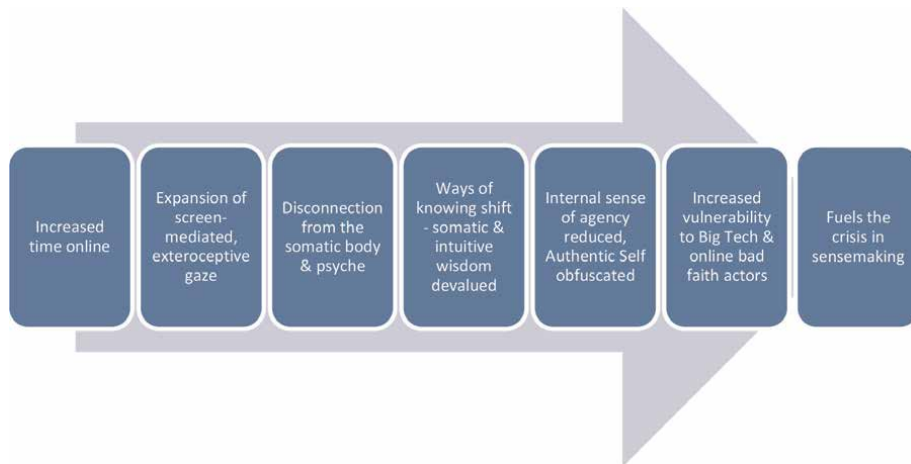 Increased
time online
Expansion of
screen-
mediated,
exteroceptive
gaze
Disconnection
from the
somatic body
& psyche
Ways of
knowing shift
- somatic &
intuitive
wisdom
devalued
Internal sense
of agency
reduced,
Authentic Self
obfuscated
Increased
vulnerability
to Big Tech &
online bad
faith actors
Fuels the
crisis in
sensemaking